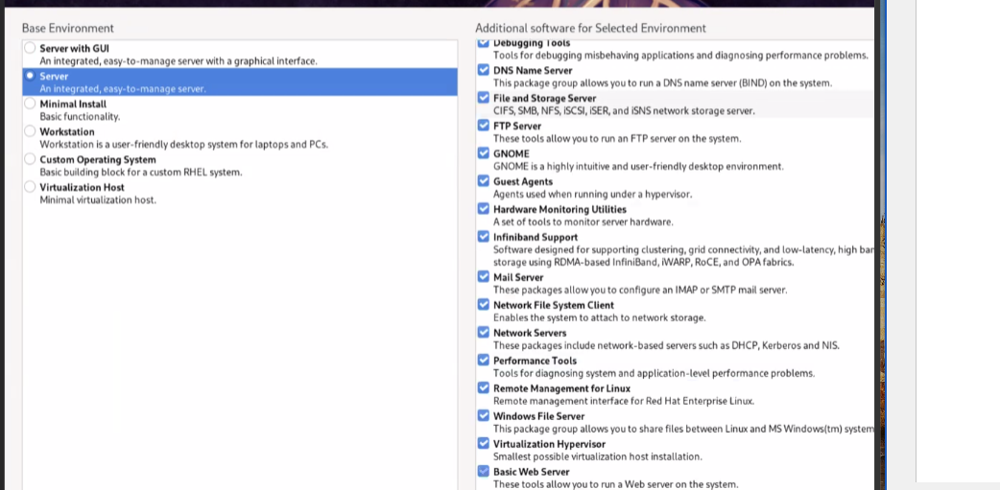 Base Environment
Server with GUI
An integrated, easy-to-manage server with a graphical interface.
Server
An integrated, easy-to-manage server.
Minimal Install
Basic functionality.
Workstation
Workstation is a user-friendly desktop system for laptops and PCs.
Custom Operating System
Basic building block for a custom RHEL system.
Virtualization Host
Minimal virtualization host.
Additional software for Selected Environment
Debugging Tools
Tools for debugging misbehaving applications and diagnosing performance problems.
DNS Name Server
This package group allows you to run a DNS name server (BIND) on the system.
File and Storage Server
CIFS, SMB, NFS, iSCSI, iSER, and iSNS network storage server.
FTP Server
These tools allow you to run an FTP server on the system.
GNOME
GNOME is a highly intuitive and user-friendly desktop environment.
Guest Agents
Agents used when running under a hypervisor.
Hardware Monitoring Utilities
A set of tools to monitor server hardware.
Infiniband Support
Software designed for supporting clustering, grid connectivity, and low-latency, high ban
storage using RDMA-based InfiniBand, iWARP, RoCE, and OPA fabrics.
Mail Server
These packages allow you to configure an IMAP or SMTP mail server.
Network File System Client
Enables the system to attach to network storage.
Network Servers
These packages include network-based servers such as DHCP, Kerberos and NIS.
Performance Tools
Tools for diagnosing system and application-level performance problems.
Remote Management for Linux
Remote management interface for Red Hat Enterprise Linux.
Windows File Server
This package group allows you to share files between Linux and MS Windows(tm) system
Virtualization Hypervisor
Smallest possible virtualization host installation.
Basic Web Server
These tools allow you to run a Web server on the system.